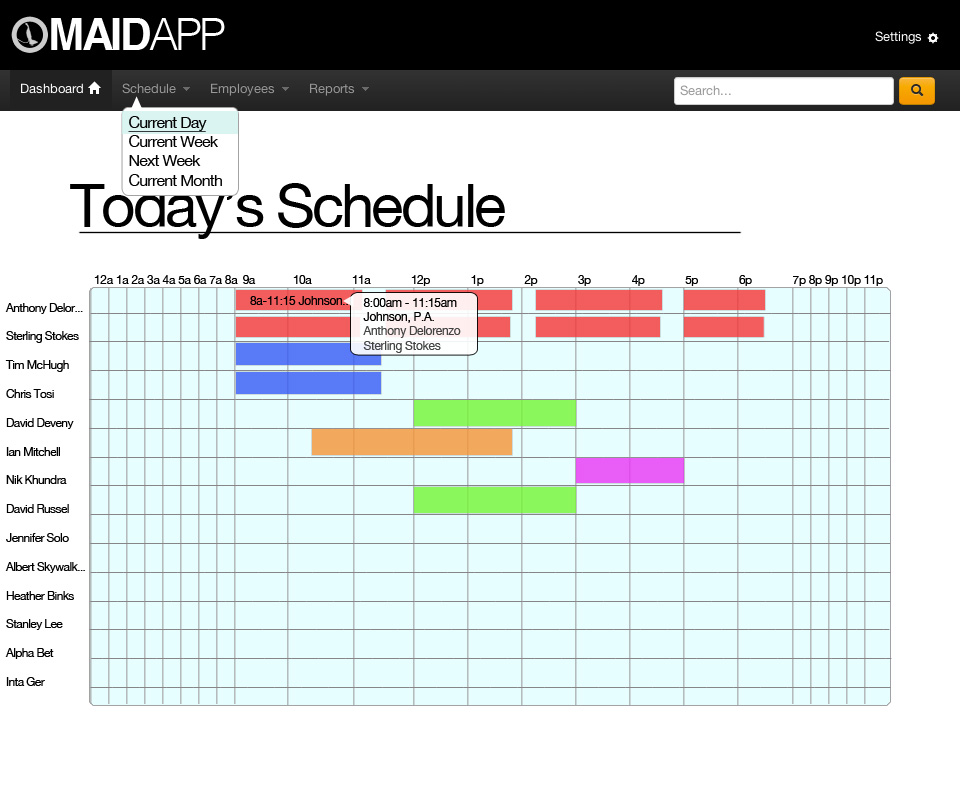 MAIDAPP
Settings
Dashboard Schedule Employees Reports
Search...
Current Day
Current Week
Next Week
Current Month
Today's Schedule
12a 1a 2a 3a 4a 5a 6a 7a 8a 9a 10a 11a 12p 1p 2p 3p 4p 5p 6p 7p 8p 9p 10p 11p
Anthony Delor...
8a-11:15 Johnson...
8:00am - 11:15am
Johnson, P.A.
Anthony Delorenzo
Sterling Stokes
Sterling Stokes
Tim McHugh
Chris Tosi
David Deveny
Ian Mitchell
Nik Khundra
David Russel
Jennifer Solo
Albert Skywalk...
Heather Binks
Stanley Lee
Alpha Bet
Inta Ger